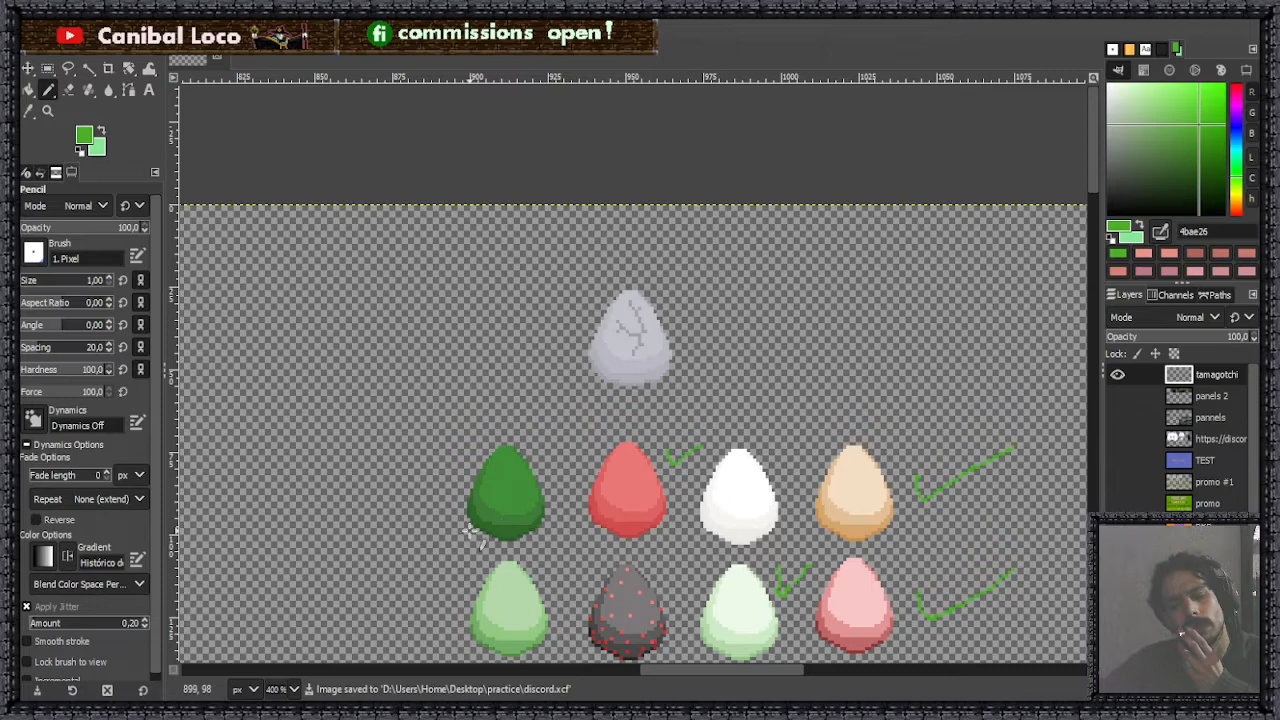 Canibal Loco
fi commissions open!
825 850 875 900 925 950 975 1000 1025 1050 1075
Pencil
Mode Normal
Opacity 100,0
Brush
1. Pixel
Size 1,00
Aspect Ratio 0,00
Angle 0,00
Spacing 20,0
Hardness 100,0
Force 100,0
Dynamics
Dynamics Off
Dynamics Options
Fade length 0 px
Repeat None (extend)
Reverse
Color Options
Gradient
Histórico d
Blend Color Space Per...
Apply Jitter
Amount 0,20
Smooth stroke
Lock brush to view
Incremental
R
G
B
L
C
h
4bae26
Layers Channels Paths
Mode Normal
Opacity 100,0
Lock:
tamagotchi
panels 2
pannels
https://discor
TEST
promo #1
promo
899, 98 px 400 % Image saved to 'D:\Users\Home\Desktop\practice\discord.xcf'